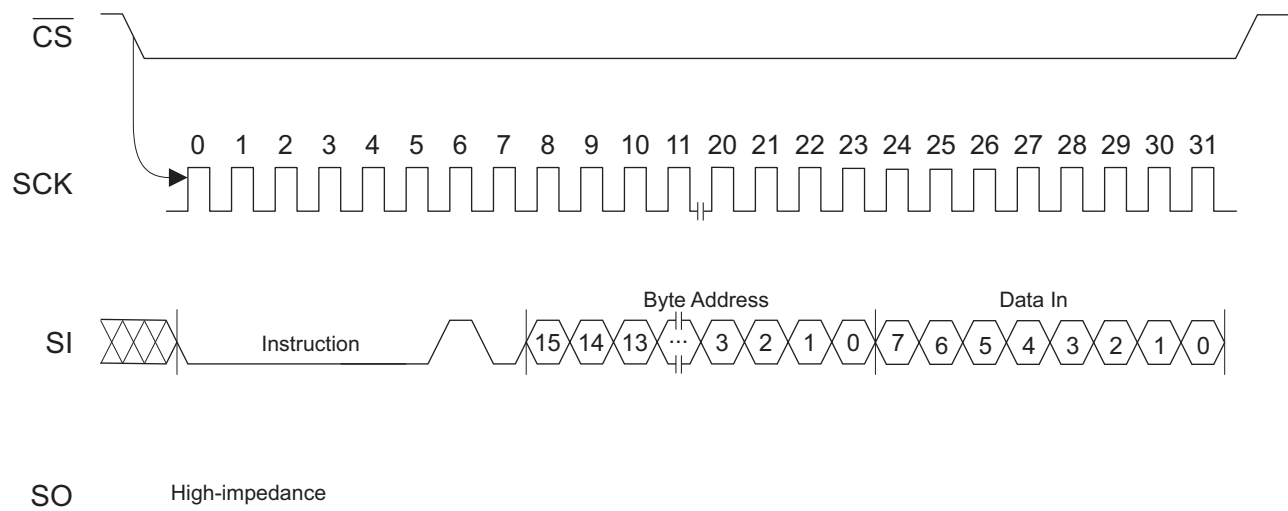 CS
0 1 2 3 4 5 6 7 8 9 10 11 20 21 22 23 24 25 26 27 28 29 30 31
SCK
Byte Address Data In
SI Instruction 15 14 13 ... 3 2 1 0 7 6 5 4 3 2 1 0
SO High-impedance